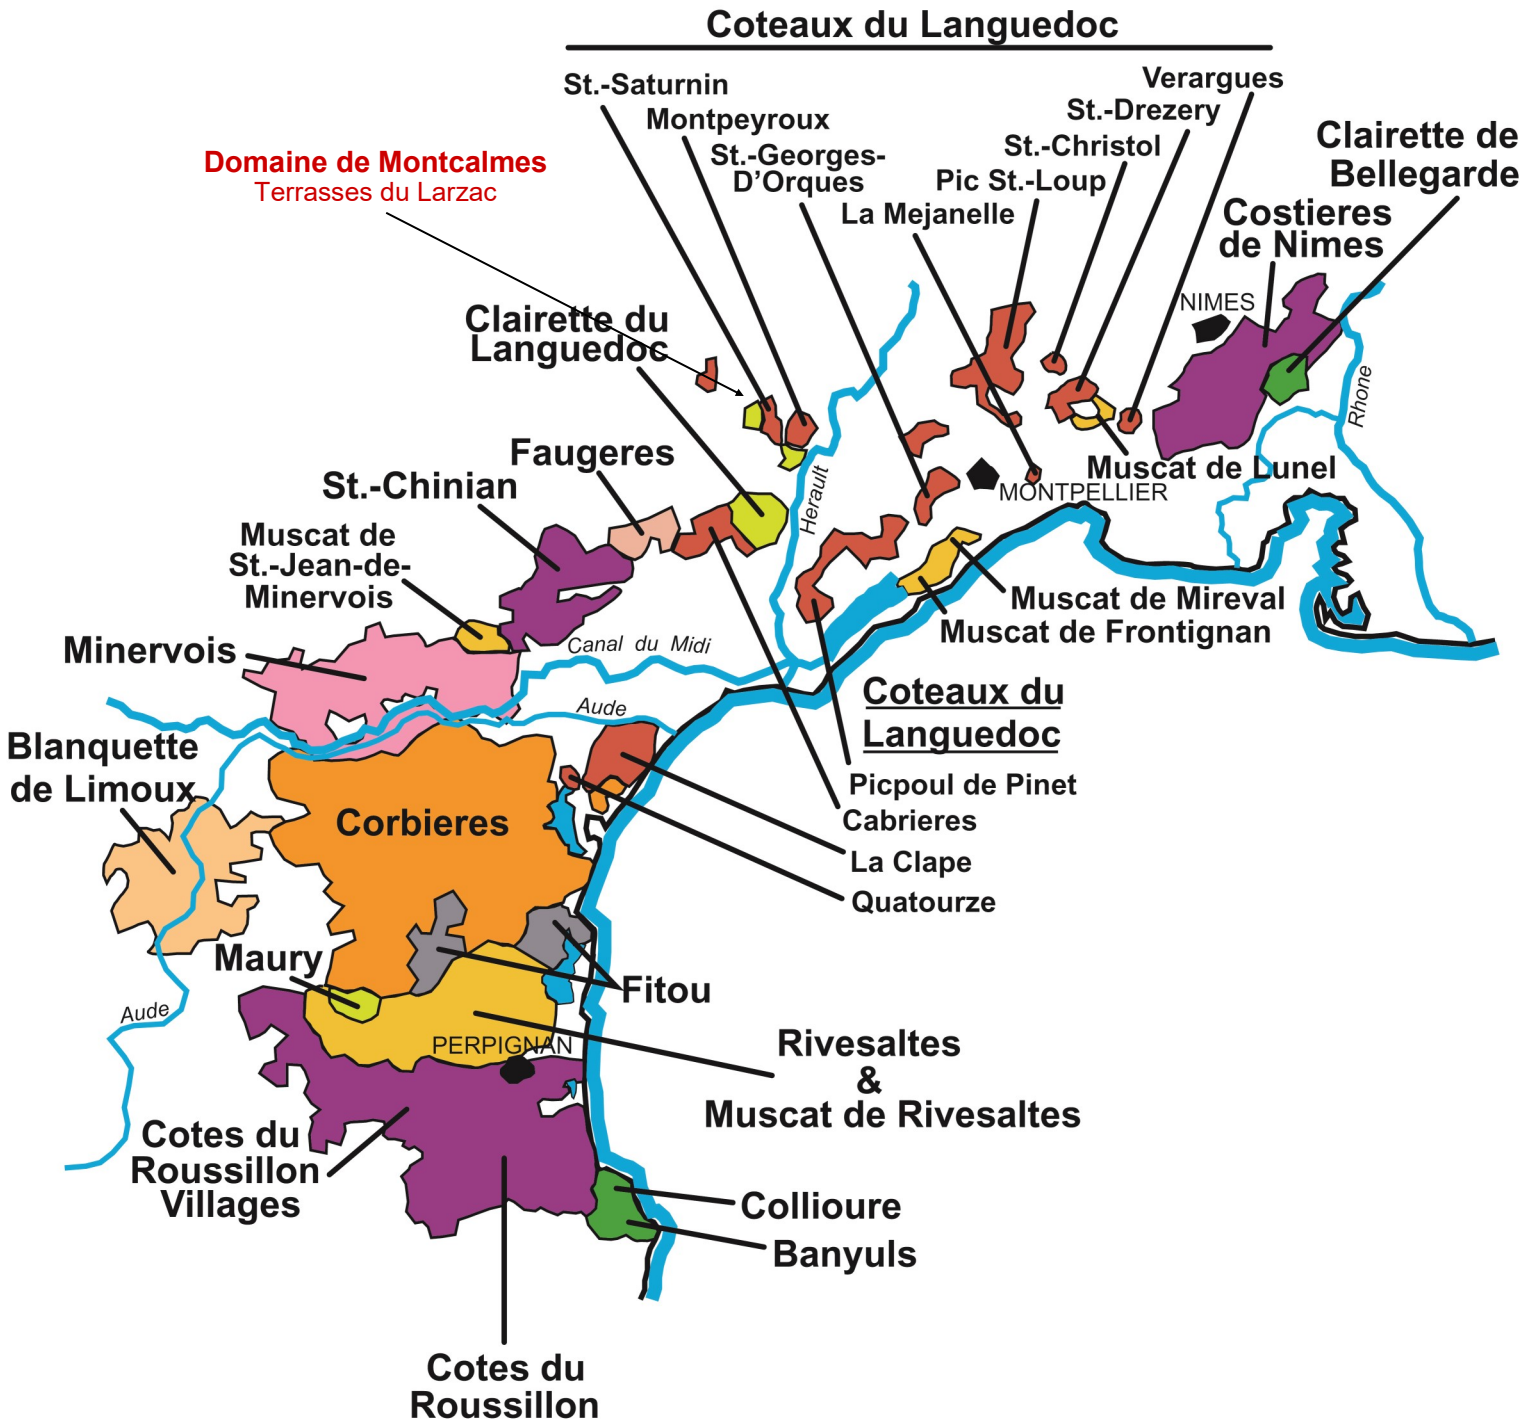 Coteaux du Languedoc
St.-Saturnin
Montpeyroux
St.-Georges-
D'Orques
La Mejanelle
Pic St.-Loup
St.-Christol
St.-Drezery
Verargues
Clairette de
Bellegarde
Costieres
de Nimes
Domaine de Montcalmes
Terrasses du Larzac
NIMES
Clairette du
Languedoc
Rhone
Faugeres
St.-Chinian
Herault
Muscat de Lunel
MONTPELLIER
Muscat de
St.-Jean-de-
Minervois
Muscat de Mireval
Muscat de Frontignan
Minervois
Canal du Midi
Aude
Coteaux du
Languedoc
Blanquette
de Limoux
Picpoul de Pinet
Cabrieres
La Clape
Quatourze
Corbieres
Maury
Fitou
Aude
PERPIGNAN
Rivesaltes
&
Muscat de Rivesaltes
Cotes du
Roussillon
Villages
Collioure
Banyuls
Cotes du
Roussillon